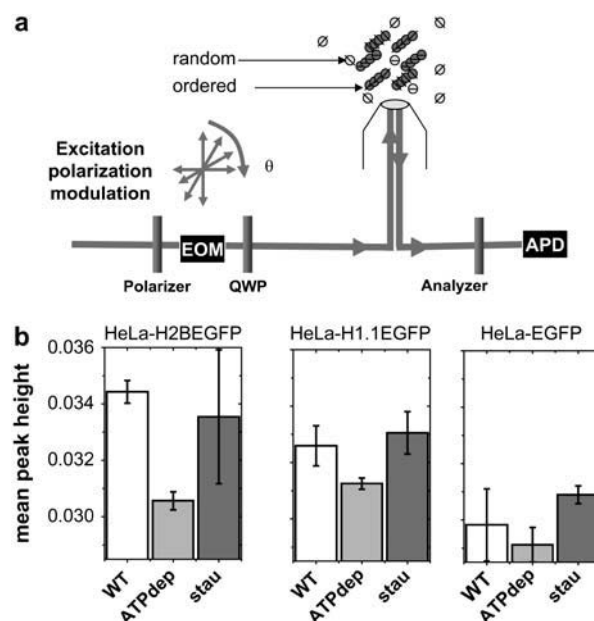 a
random
ordered
Excitation
polarization
modulation
θ
EOM
APD
Polarizer
QWP
Analyzer
b
HeLa-H2BEGFP
HeLa-H1.1EGFP
HeLa-EGFP
mean peak height
0.036
0.034
0.032
0.030
WT
ATPdep
stau
WT
ATPdep
stau
WT
ATPdep
stau